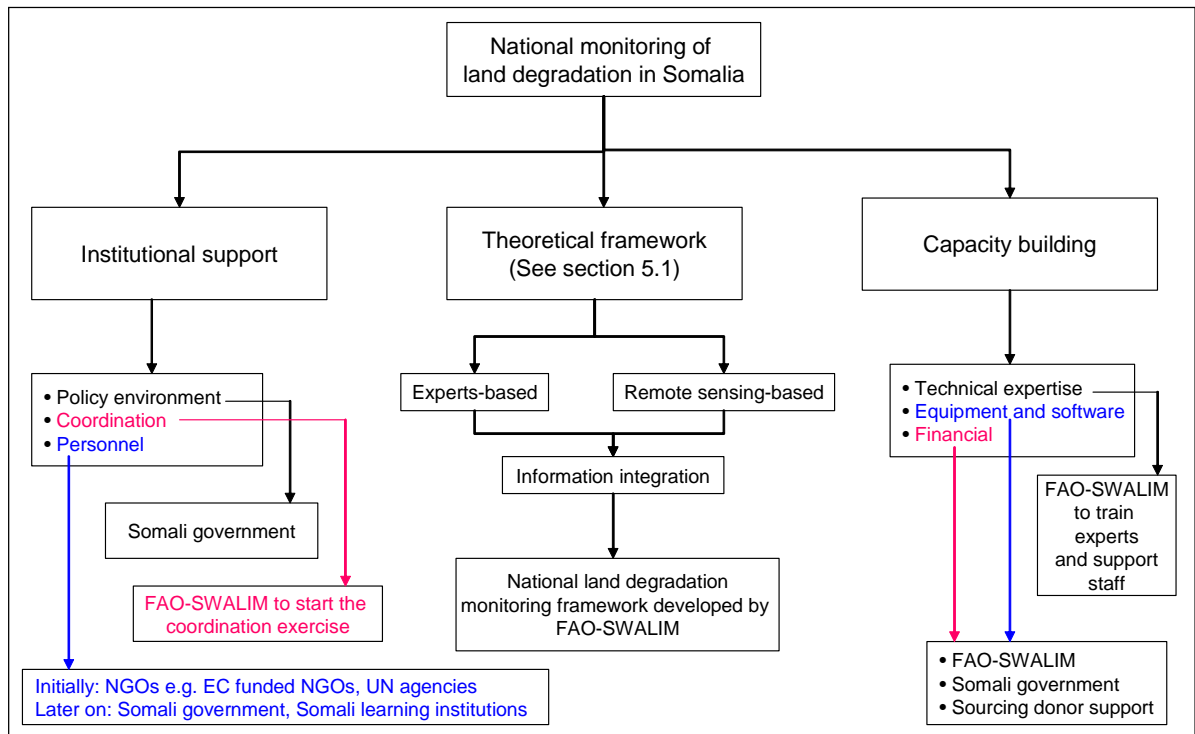 National monitoring of
land degradation in Somalia
Institutional support
Theoretical framework
(See section 5.1)
Capacity building
• Policy environment
• Coordination
• Personnel
Experts-based
Remote sensing-based
• Technical expertise
• Equipment and software
• Financial
Information integration
Somali government
FAO-SWALIM
to train
experts
and support
staff
National land degradation
monitoring framework developed by
FAO-SWALIM
FAO-SWALIM to start the
coordination exercise
Initially: NGOs e.g. EC funded NGOs, UN agencies
Later on: Somali government, Somali learning institutions
• FAO-SWALIM
• Somali government
• Sourcing donor support